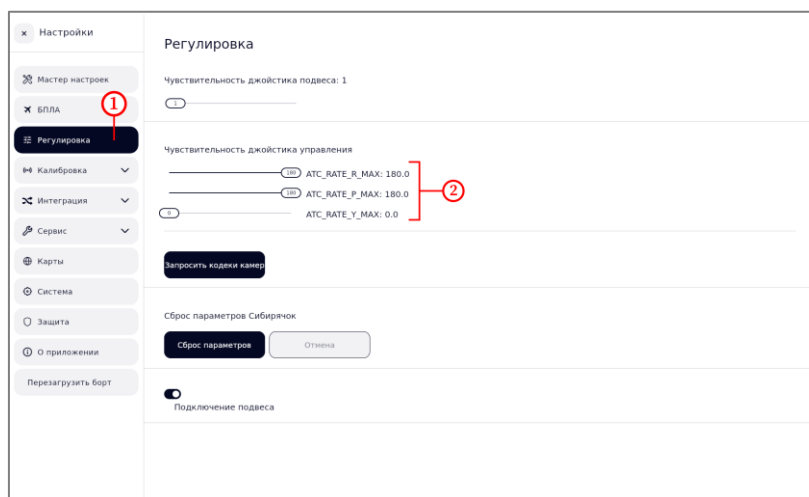 × Настройки
Мастер настроек
БПЛА
1
Регулировка
Калибровка
Интеграция
Сервис
Карты
Система
Защита
О приложении
Перезагрузить борт
Регулировка
Чувствительность джойстика подвеса: 1
1
Чувствительность джойстика управления
180 ATC_RATE_R_MAX: 180.0
180 ATC_RATE_P_MAX: 180.0
2
0 ATC_RATE_Y_MAX: 0.0
Запросить кодеки камер
Сброс параметров Сибирячок
Сброс параметров Отмена
Подключение подвеса